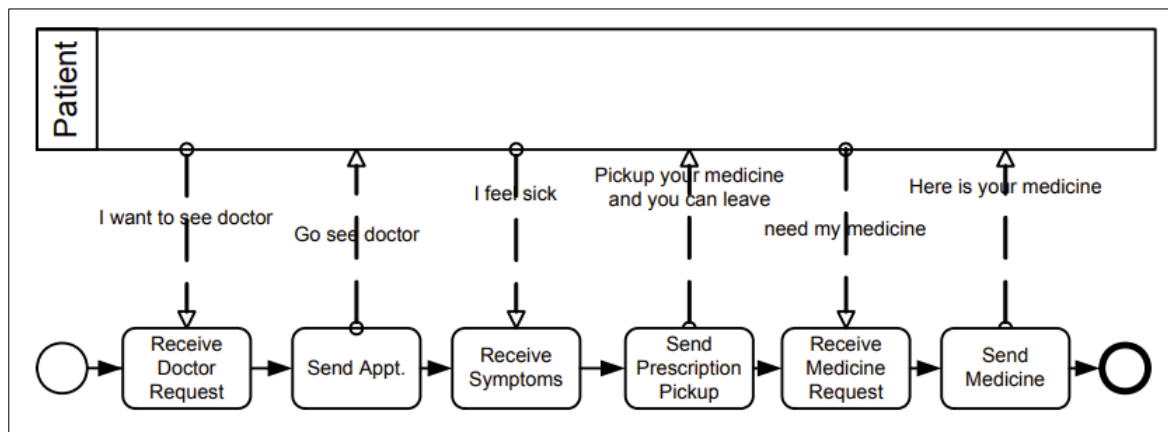 Patient
I want to see doctor
Go see doctor
I feel sick
Pickup your medicine
and you can leave
need my medicine
Here is your medicine
Receive
Doctor
Request
Send Appt.
Receive
Symptoms
Send
Prescription
Pickup
Receive
Medicine
Request
Send
Medicine